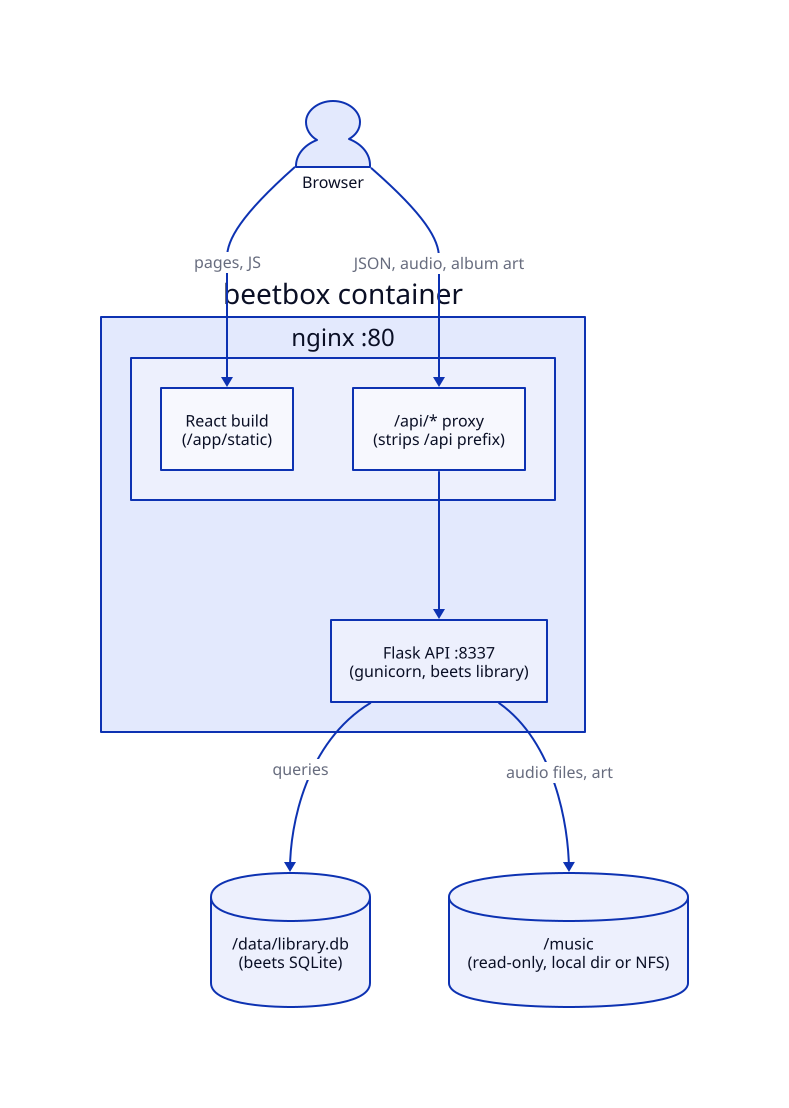 Browser
pages, JS
JSON, audio, album art
beetbox container
nginx :80
React build
(/app/static)
/api/* proxy
(strips /api prefix)
Flask API :8337
(gunicorn, beets library)
queries
audio files, art
/data/library.db
(beets SQLite)
/music
(read-only, local dir or NFS)